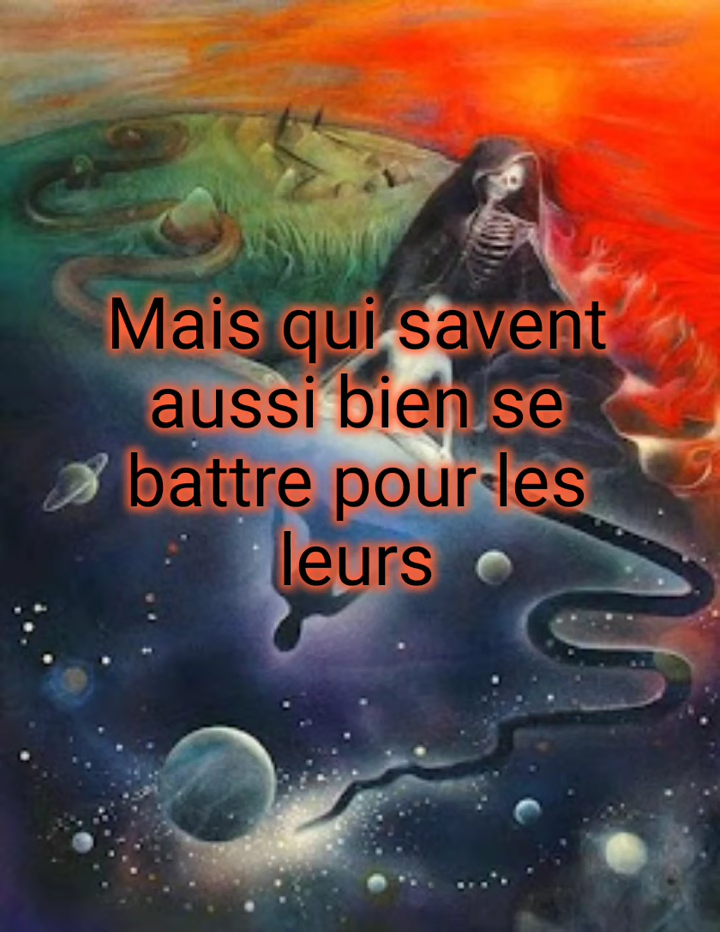 Mais qui savent
aussi bien se
battre pour les
leurs